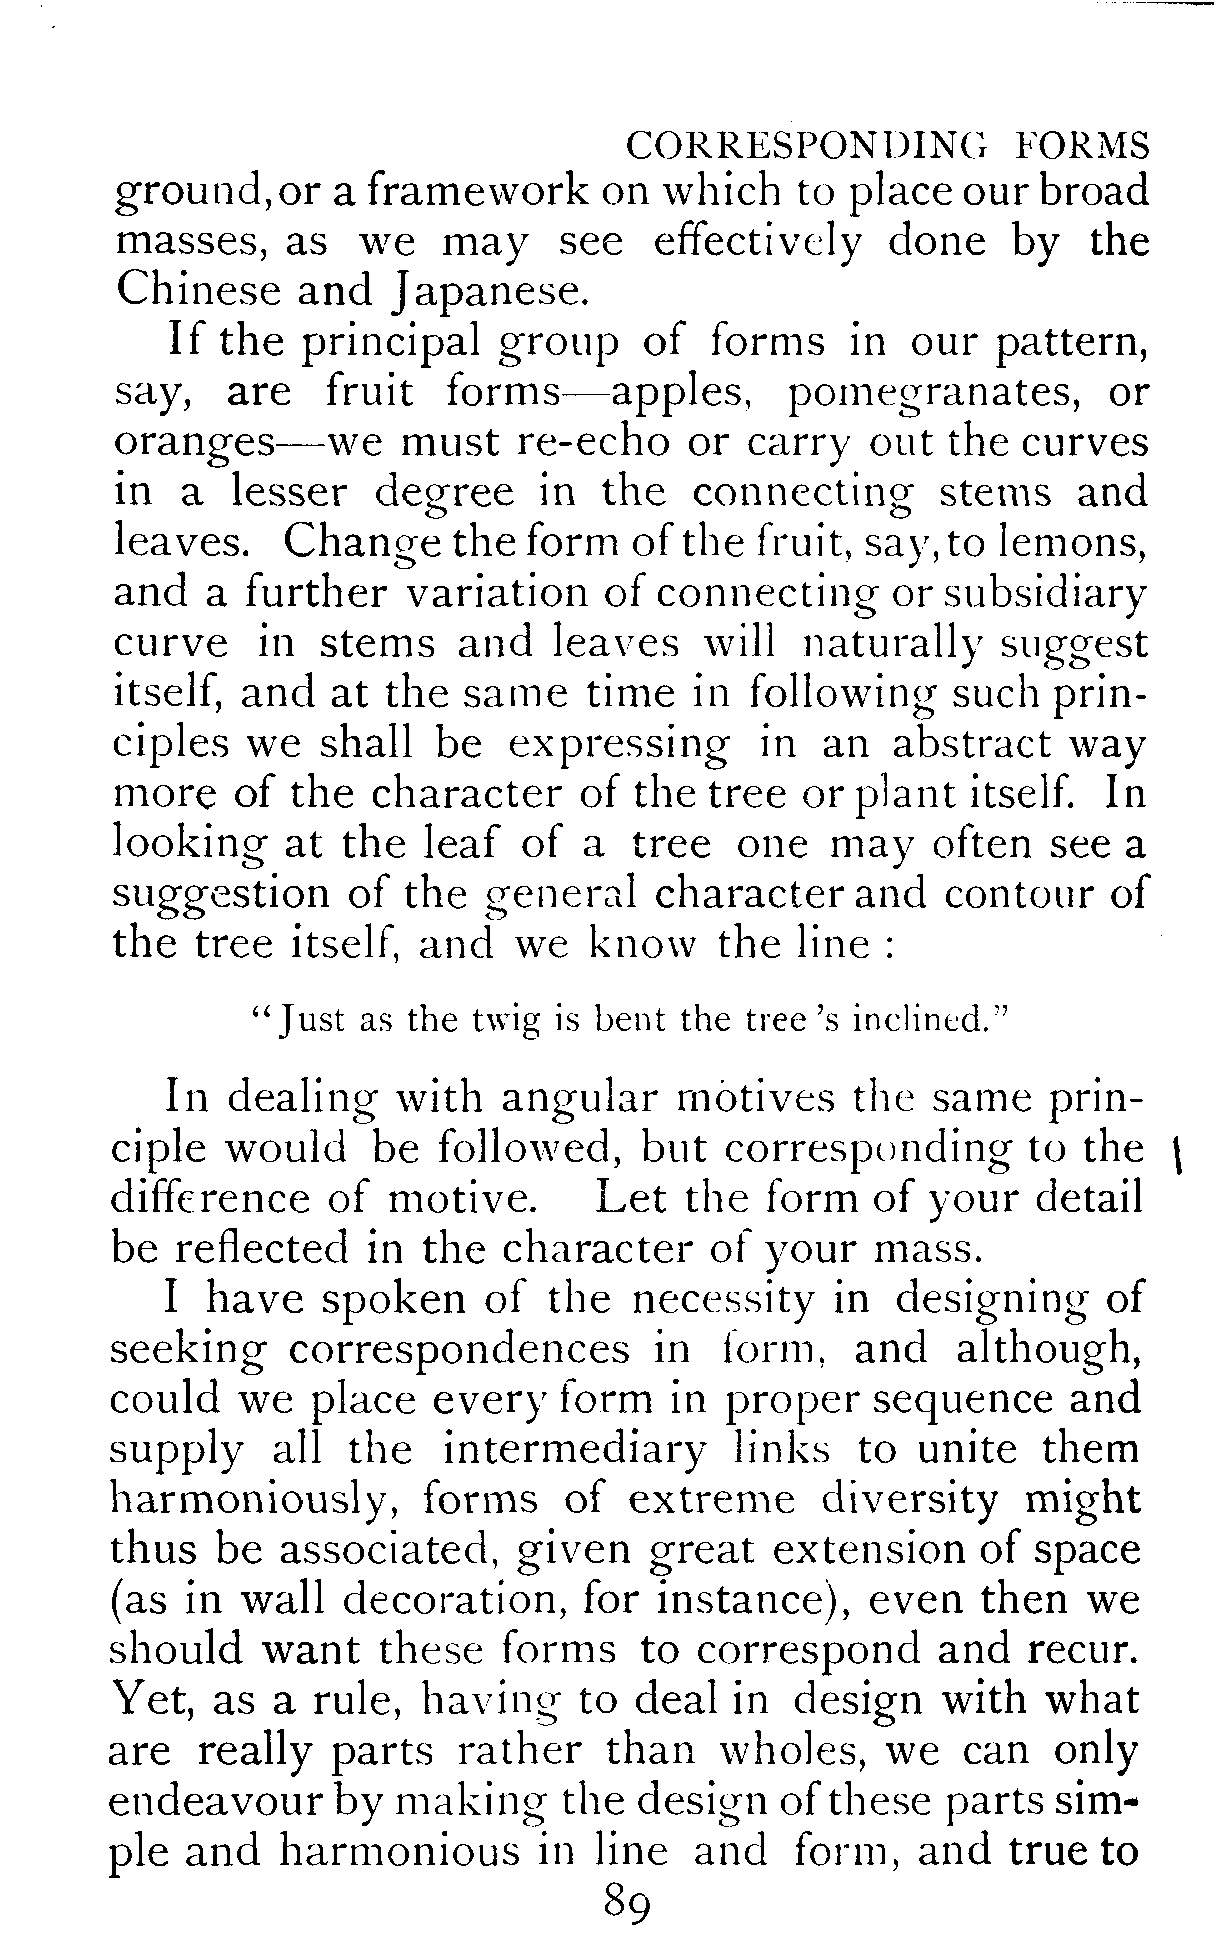 CORRESPONDING FORMS
ground, or a framework on which to place our broad
masses, as we may see effectively done by the
Chinese and Japanese.
If the principal group of forms in our pattern,
say, are fruit forms—apples, pomegranates, or
oranges—we must re-echo or carry out the curves
in a lesser degree in the connecting stems and
leaves. Change the form of the fruit, say, to lemons,
and a further variation of connecting or subsidiary
curve in stems and leaves will naturally suggest
itself, and at the same time in following such prin-
ciples we shall be expressing in an abstract way
more of the character of the tree or plant itself. In
looking at the leaf of a tree one may often see a
suggestion of the general character and contour of
the tree itself, and we know the line :
"Just as the twig is bent the tree 's inclined."
In dealing with angular motives the same prin-
ciple would be followed, but corresponding to the
difference of motive. Let the form of your detail
be reflected in the character of your mass.
I have spoken of the necessity in designing of
seeking correspondences in form, and although,
could we place every form in proper sequence and
supply all the intermediary links to unite them
harmoniously, forms of extreme diversity might
thus be associated, given great extension of space
(as in wall decoration, for instance), even then we
should want these forms to correspond and recur.
Yet, as a rule, having to deal in design with what
are really parts rather than wholes, we can only
endeavour by making the design of these parts sim-
ple and harmonious in line and form, and true to
89